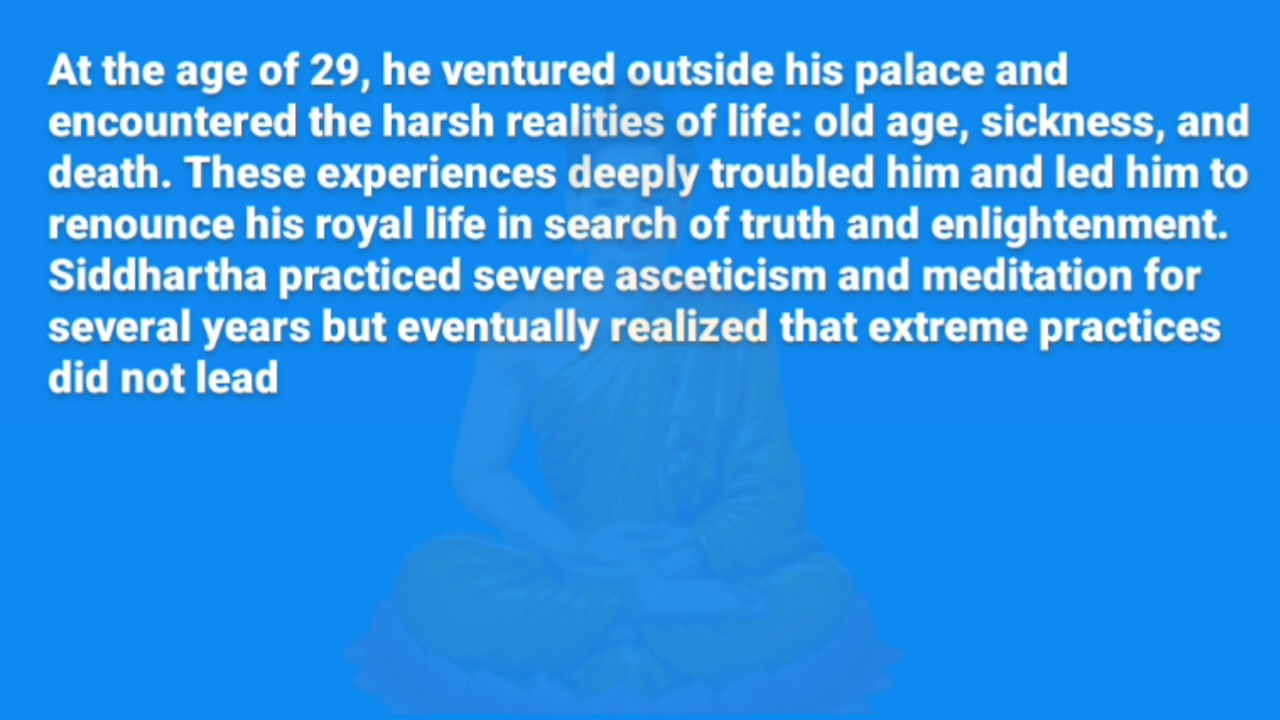 At the age of 29, he ventured outside his palace and
encountered the harsh realities of life: old age, sickness, and
death. These experiences deeply troubled him and led him to
renounce his royal life in search of truth and enlightenment.
Siddhartha practiced severe asceticism and meditation for
several years but eventually realized that extreme practices
did not lead